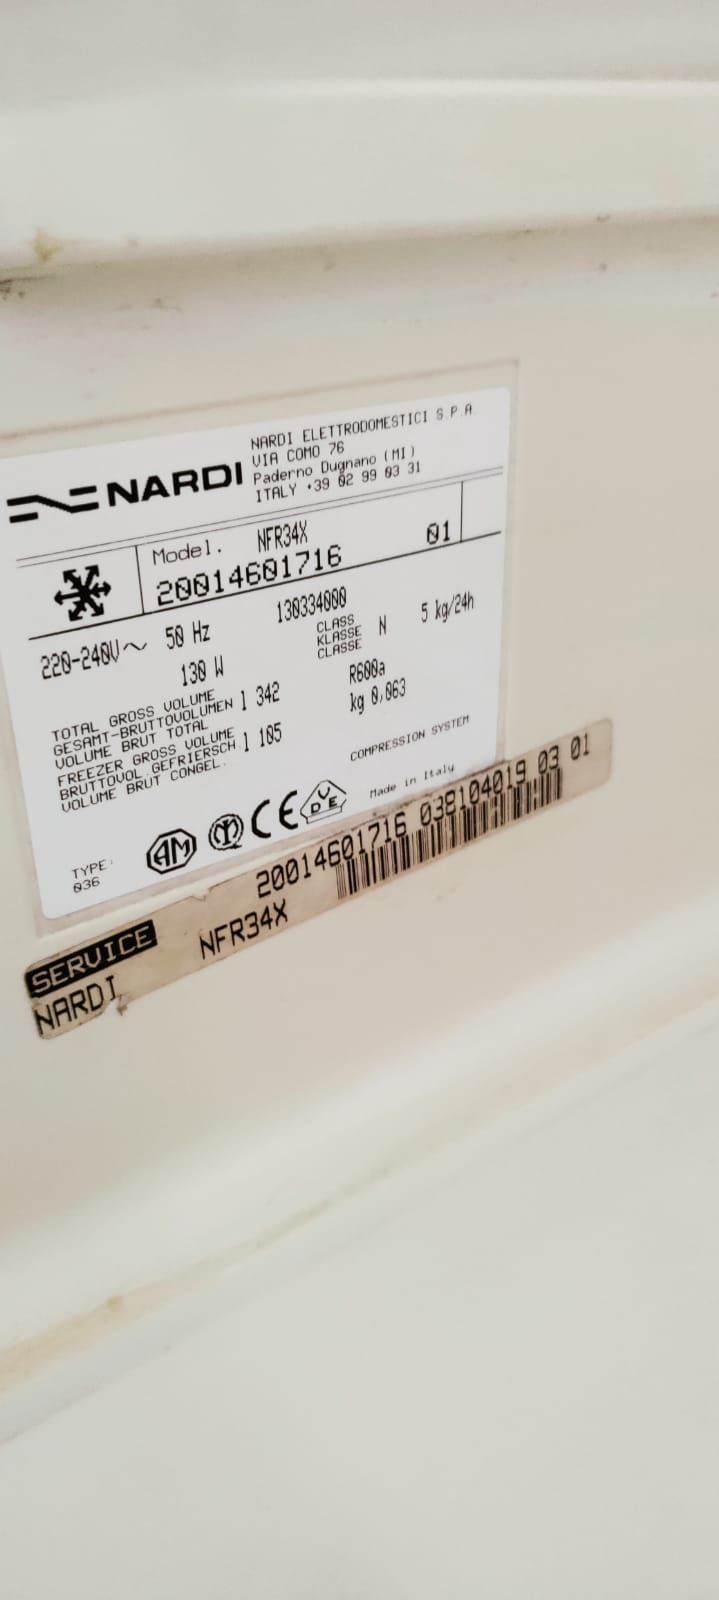 NARDI
NARDI ELETTRODOMESTICI S.P.A.
VIA COMO 76
Paderno Dugnano (MI)
ITALY +39 02 99 03 31
Model. NFR34X
20014601716 01
220-240V~ 50 Hz 130334000
130 W
CLASS
KLASSE N 5 kg/24h
CLASSE
R600a
kg 0,063
TOTAL GROSS VOLUME
GESAMT-BRUTTOVOLUMEN l 342
VOLUME BRUT TOTAL
FREEZER GROSS VOLUME
BRUTTOVOL.GEFRIERSCH. l 105
VOLUME BRUT CONGEL.
COMPRESSION SYSTEM
Made in Italy
TYPE:
036
AM CE VDE
20014601716 038104019 03 01
SERVICE NFR34X
NARDI